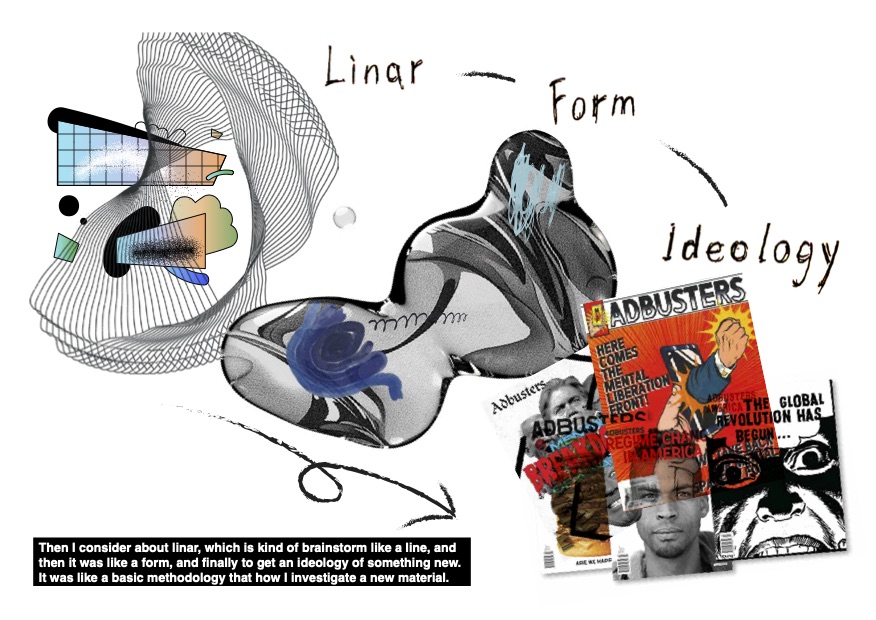 Linar
Form
Ideology
ADBUSTERS
HERE
COMES
THE
MENTAL
LIBERATION
FRONT!
Adbusters
ADBUSTERS
REGIME CHANGE
IN AMERICA
THE GLOBAL
REVOLUTION HAS
BEGUN...
Then I consider about linar, which is kind of brainstorm like a line, and
then it was like a form, and finally to get an ideology of something new.
It was like a basic methodology that how I investigate a new material.